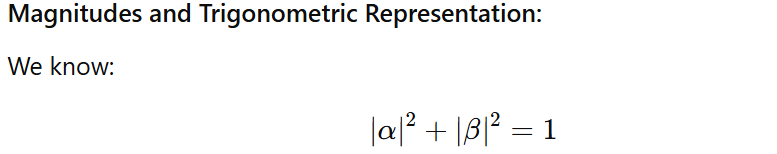 Magnitudes and Trigonometric Representation:
We know:
|α|² + |β|² = 1